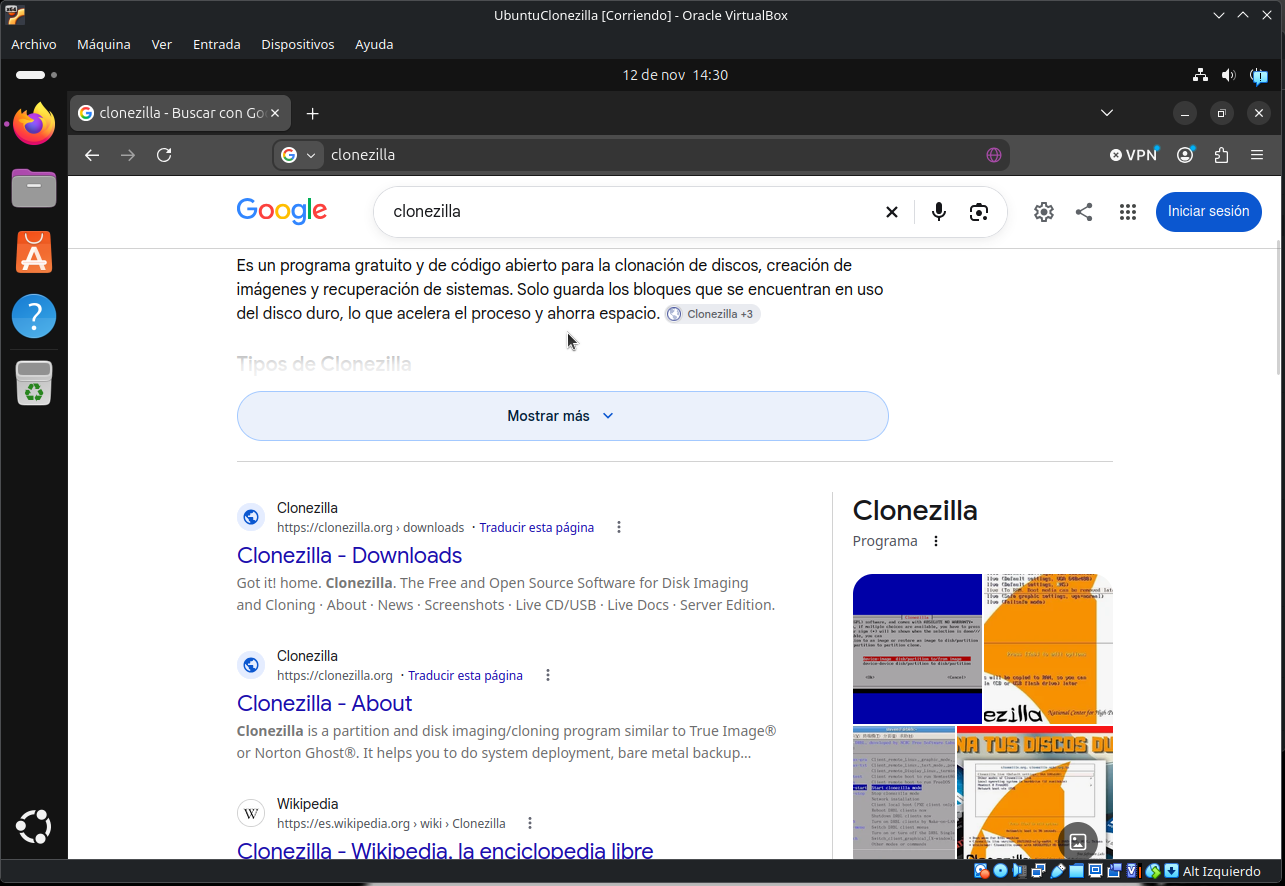 UbuntuClonezilla [Corriendo] - Oracle VirtualBox
Archivo Máquina Ver Entrada Dispositivos Ayuda
12 de nov 14:30
clonezilla - Buscar con Go
clonezilla
VPN
Google
clonezilla
Iniciar sesión
Es un programa gratuito y de código abierto para la clonación de discos, creación de
imágenes y recuperación de sistemas. Solo guarda los bloques que se encuentran en uso
del disco duro, lo que acelera el proceso y ahorra espacio. Clonezilla +3
Tipos de Clonezilla
Mostrar más
Clonezilla
https://clonezilla.org › downloads · Traducir esta página
Clonezilla - Downloads
Got it! home. Clonezilla. The Free and Open Source Software for Disk Imaging
and Cloning · About · News · Screenshots · Live CD/USB · Live Docs · Server Edition.
Clonezilla
https://clonezilla.org · Traducir esta página
Clonezilla - About
Clonezilla is a partition and disk imaging/cloning program similar to True Image®
or Norton Ghost®. It helps you to do system deployment, bare metal backup...
W
Wikipedia
https://es.wikipedia.org › wiki › Clonezilla
Clonezilla - Wikipedia, la enciclopedia libre
Clonezilla
Programa
ezilla
NA TUS DISCOS DU
Alt Izquierdo